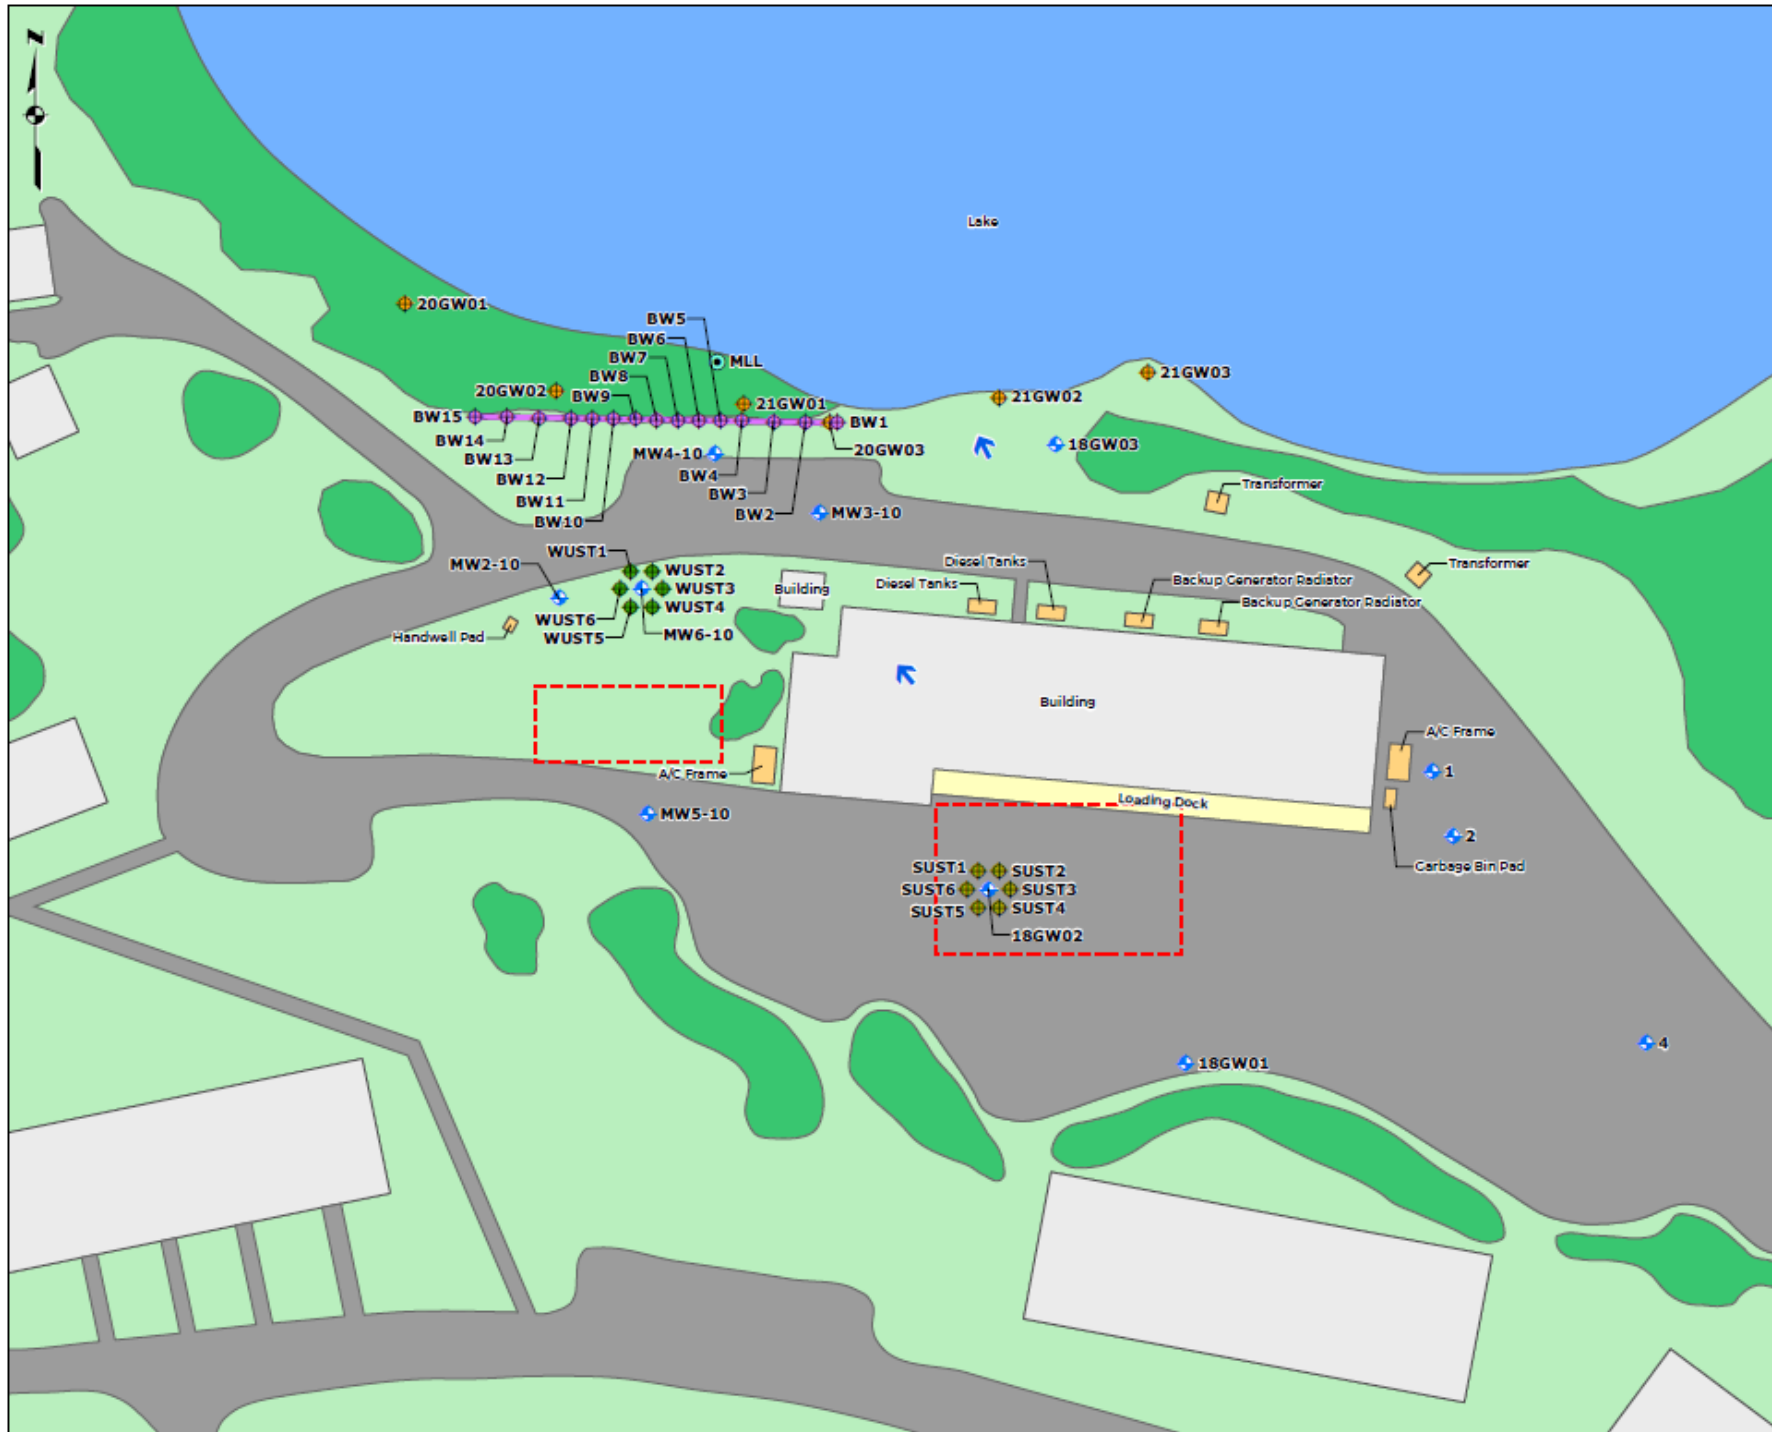 N
Lake
20GW01
BW5
BW6
BW7
MLL
BW8
21GW03
20GW02
BW9
21GW02
21GW01
BW15
BW1
BW14
18GW03
20GW03
MW4-10
BW13
BW4
BW12
Transformer
BW3
BW11
BW2
MW3-10
BW10
WUST1
MW2-10
Diesel Tanks
Transformer
WUST2
Diesel Tanks
Backup Generator Radiator
WUST3
Building
Backup Generator Radiator
WUST4
WUST6
MW6-10
Handwell Pad
WUST5
Building
A/C Frame
A/C Frame
1
Loading Dock
MW5-10
2
SUST1
SUST2
Garbage Bin Pad
SUST6
SUST3
SUST5
SUST4
18GW02
4
18GW01